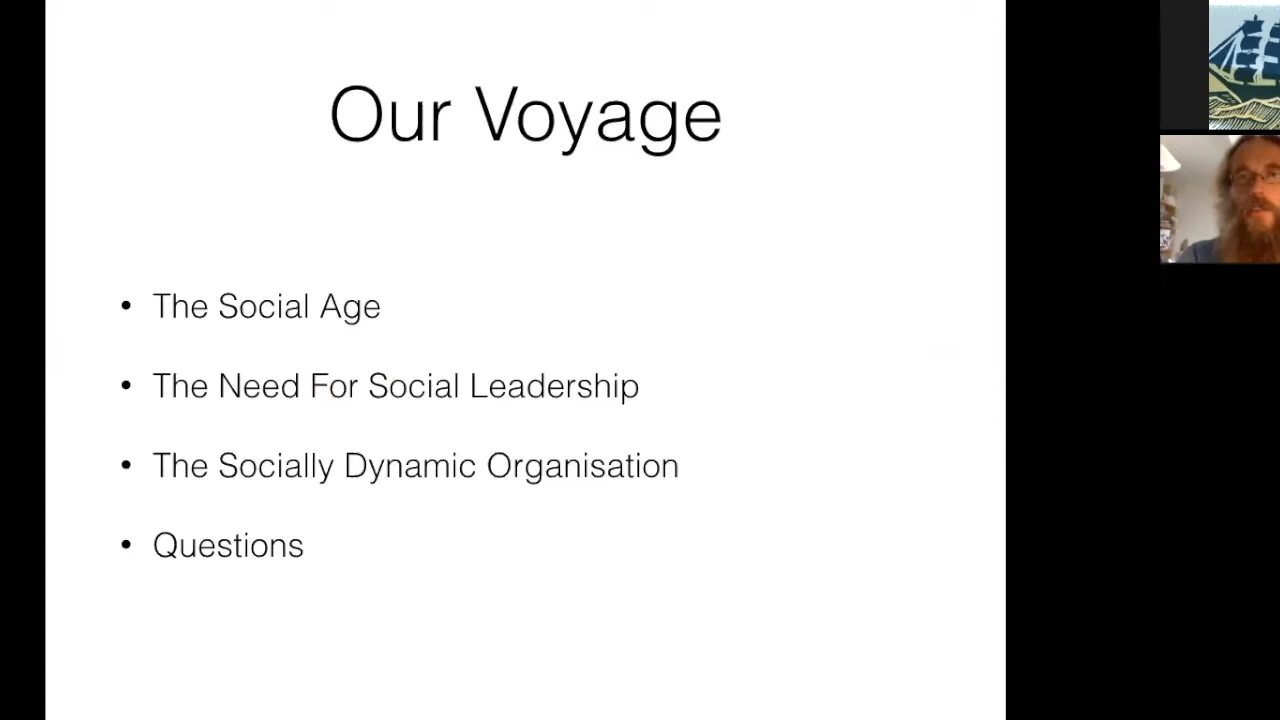 Our Voyage
• The Social Age
• The Need For Social Leadership
• The Socially Dynamic Organisation
• Questions